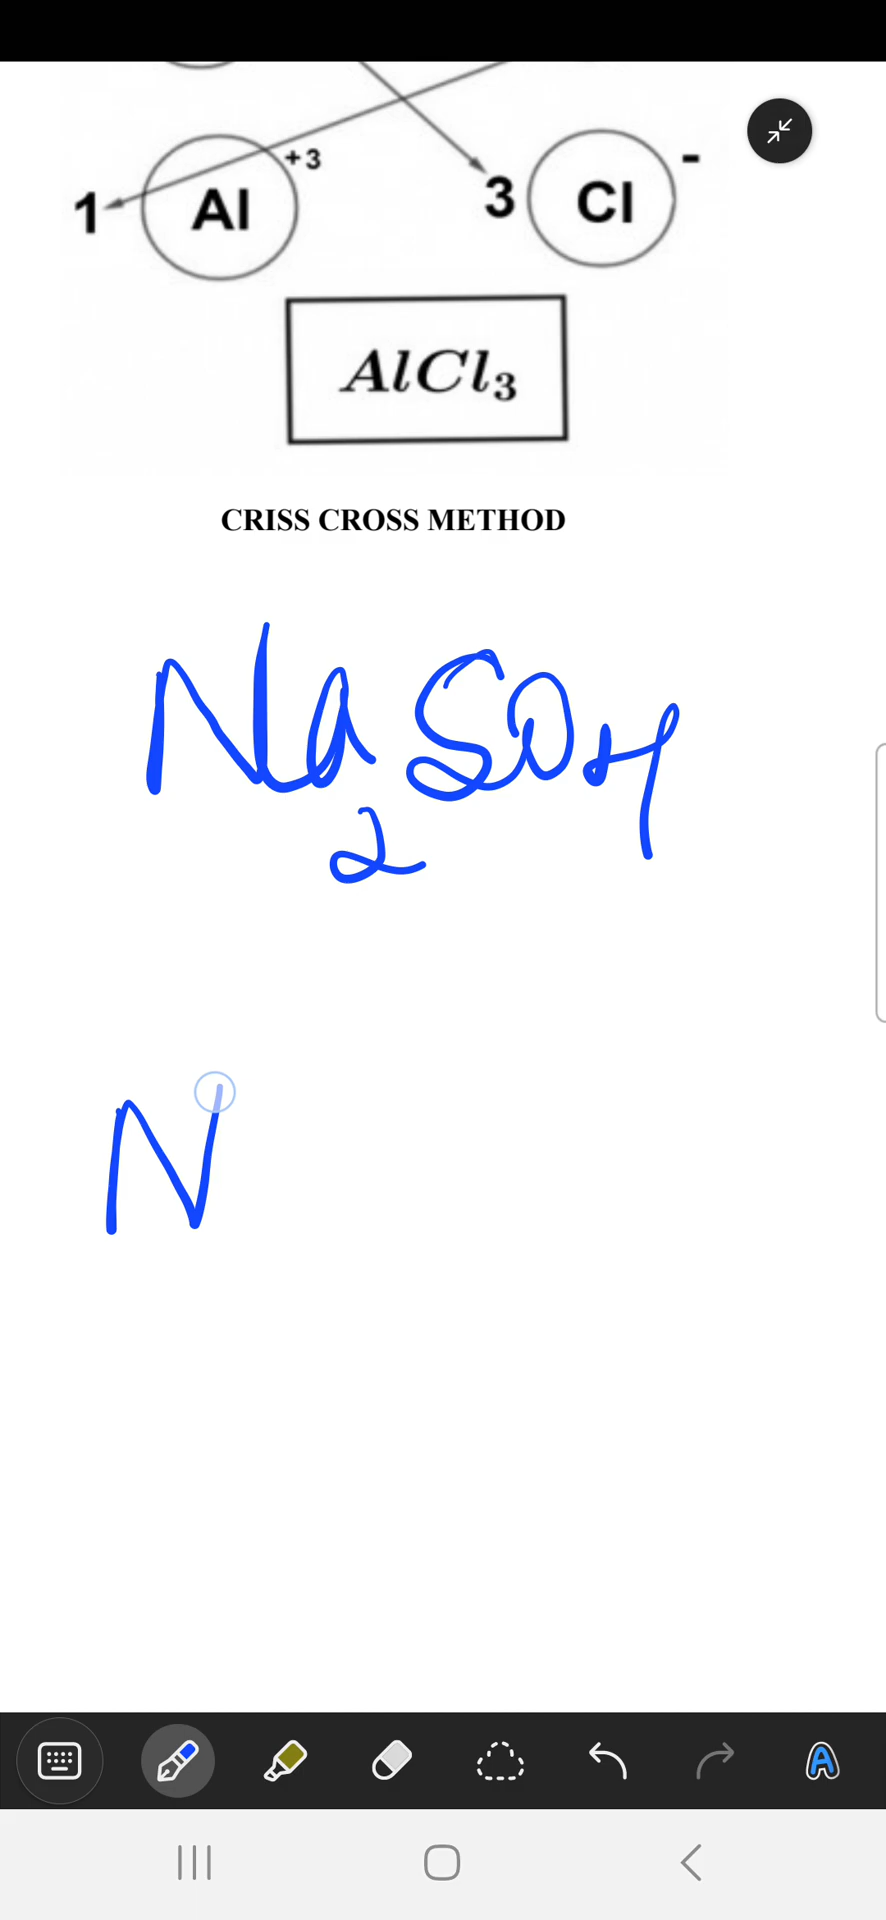 +3 -
1 Al 3 Cl
AlCl₃
CRISS CROSS METHOD
Na₂SO₄
N
A